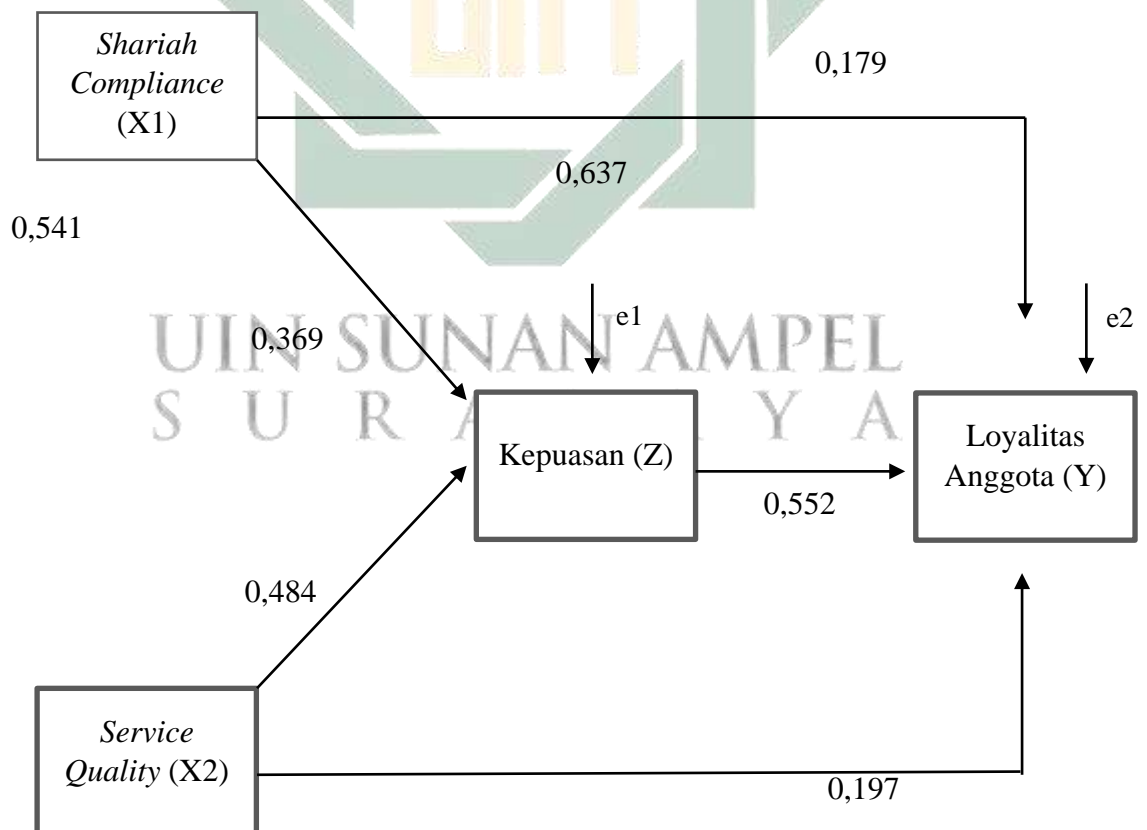 Shariah
Compliance
(X1)
0,179
0,637
0,541
e1
e2
0,369
UIN SUNAN AMPEL
S U R A Y A
Kepuasan (Z)
Loyalitas
Anggota (Y)
0,552
0,484
Service
Quality (X2)
0,197